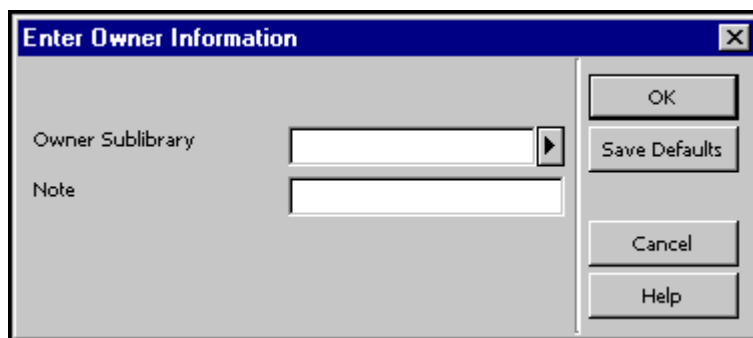 Enter Owner Information
Owner Sublibrary
Note
OK
Save Defaults
Cancel
Help